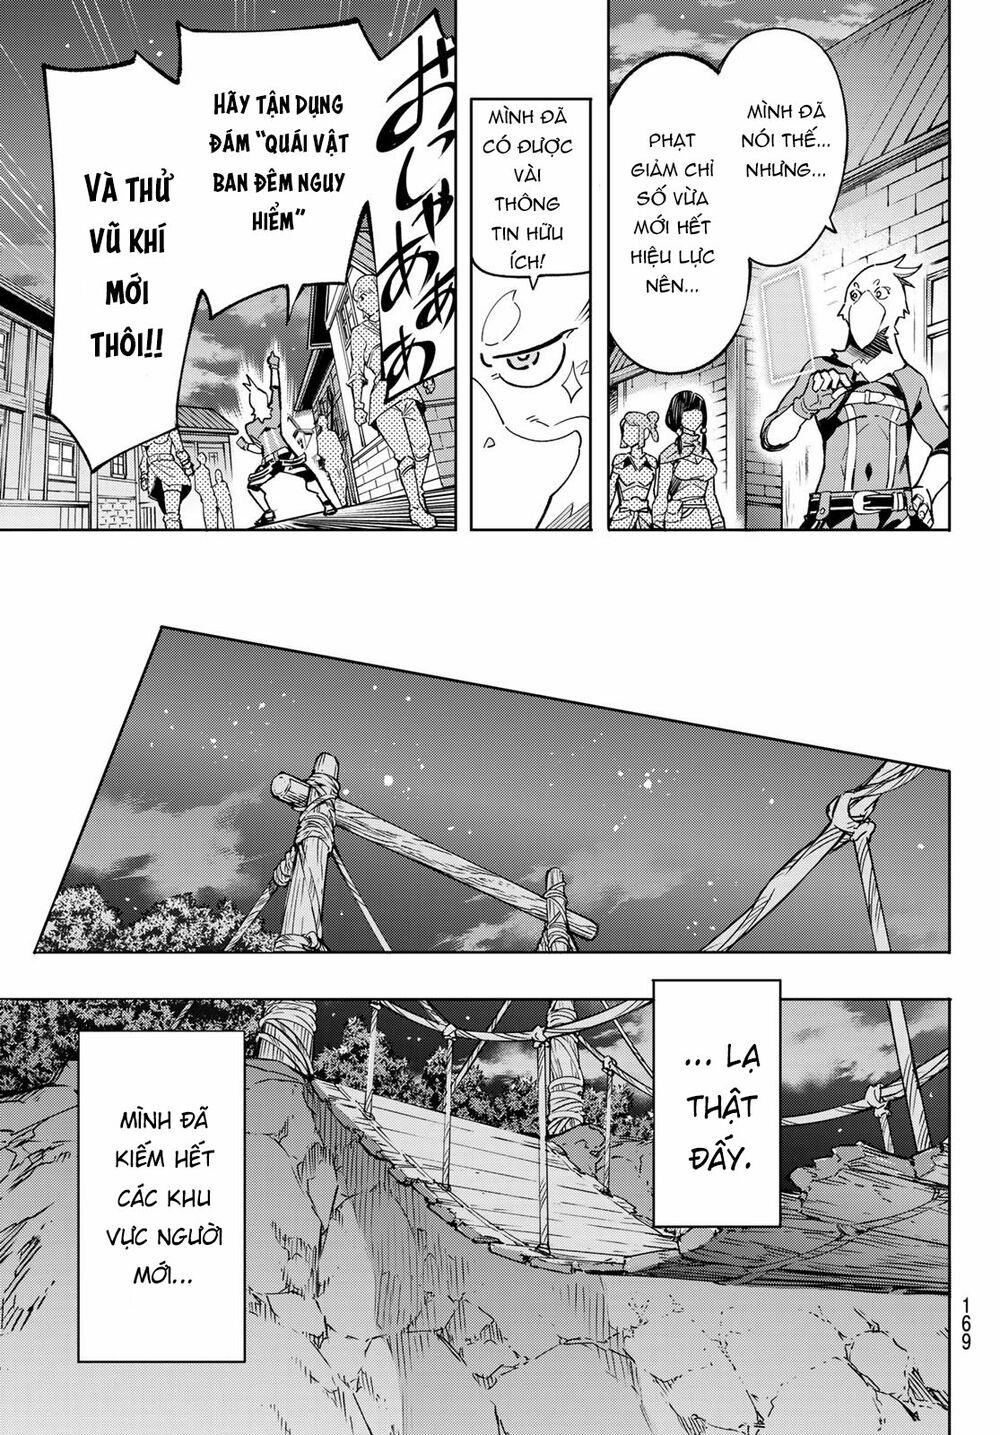 MÌNH ĐÃ
NÓI THẾ...
NHƯNG...
PHẠT
GIẢM CHỈ
SỐ VỪA
MỚI HẾT
HIỆU LỰC
NÊN...
MÌNH ĐÃ
CÓ ĐƯỢC
VÀI
THÔNG
TIN HỮU
ÍCH!
おっしゃあああぁぁ
HÃY TẬN DỤNG
ĐÁM “QUÁI VẬT
BAN ĐÊM NGUY
HIỂM”
VÀ THỬ
VŨ KHÍ
MỚI
THÔI!!
... LẠ
THẬT
ĐẤY.
MÌNH ĐÃ
KIẾM HẾT
CÁC KHU
VỰC NGƯỜI
MỚI...
169